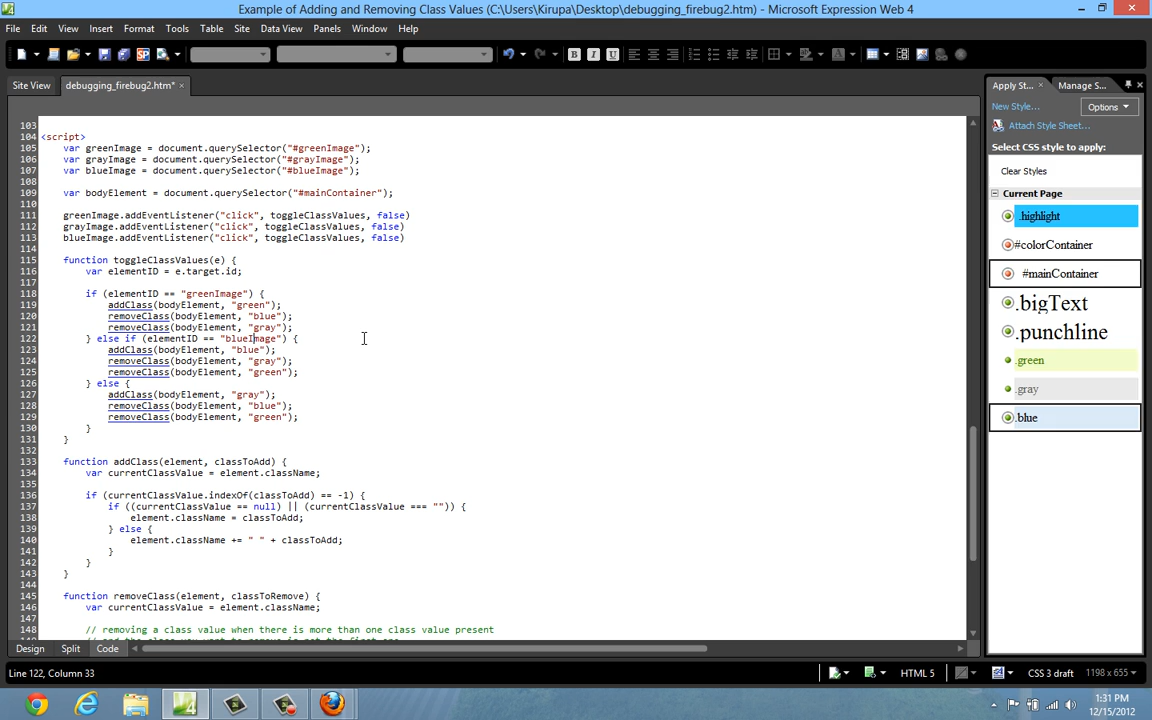 Example of Adding and Removing Class Values (C:\Users\Kirupa\Desktop\debugging_firebug2.htm) - Microsoft Expression Web 4
File Edit View Insert Format Tools Table Site Data View Panels Window Help
Site View debugging_firebug2.htm* ×
Apply St... × Manage S...
New Style... Options
Attach Style Sheet...
Select CSS style to apply:
Clear Styles
Current Page
.highlight
#colorContainer
#mainContainer
.bigText
.punchline
.green
.gray
.blue
103
104 <script>
105 var greenImage = document.querySelector("#greenImage");
106 var grayImage = document.querySelector("#grayImage");
107 var blueImage = document.querySelector("#blueImage");
108
109 var bodyElement = document.querySelector("#mainContainer");
110
111 greenImage.addEventListener("click", toggleClassValues, false)
112 grayImage.addEventListener("click", toggleClassValues, false)
113 blueImage.addEventListener("click", toggleClassValues, false)
114
115 function toggleClassValues(e) {
116 var elementID = e.target.id;
117
118 if (elementID == "greenImage") {
119 addClass(bodyElement, "green");
120 removeClass(bodyElement, "blue");
121 removeClass(bodyElement, "gray");
122 } else if (elementID == "blueImage") {
123 addClass(bodyElement, "blue");
124 removeClass(bodyElement, "gray");
125 removeClass(bodyElement, "green");
126 } else {
127 addClass(bodyElement, "gray");
128 removeClass(bodyElement, "blue");
129 removeClass(bodyElement, "green");
130 }
131 }
132
133 function addClass(element, classToAdd) {
134 var currentClassValue = element.className;
135
136 if (currentClassValue.indexOf(classToAdd) == -1) {
137 if ((currentClassValue == null) || (currentClassValue === "")) {
138 element.className = classToAdd;
139 } else {
140 element.className += " " + classToAdd;
141 }
142 }
143 }
144
145 function removeClass(element, classToRemove) {
146 var currentClassValue = element.className;
147
148 // removing a class value when there is more than one class value present
Design Split Code
Line 122, Column 33 HTML 5 CSS 3 draft 1198 x 655
1:31 PM
12/15/2012